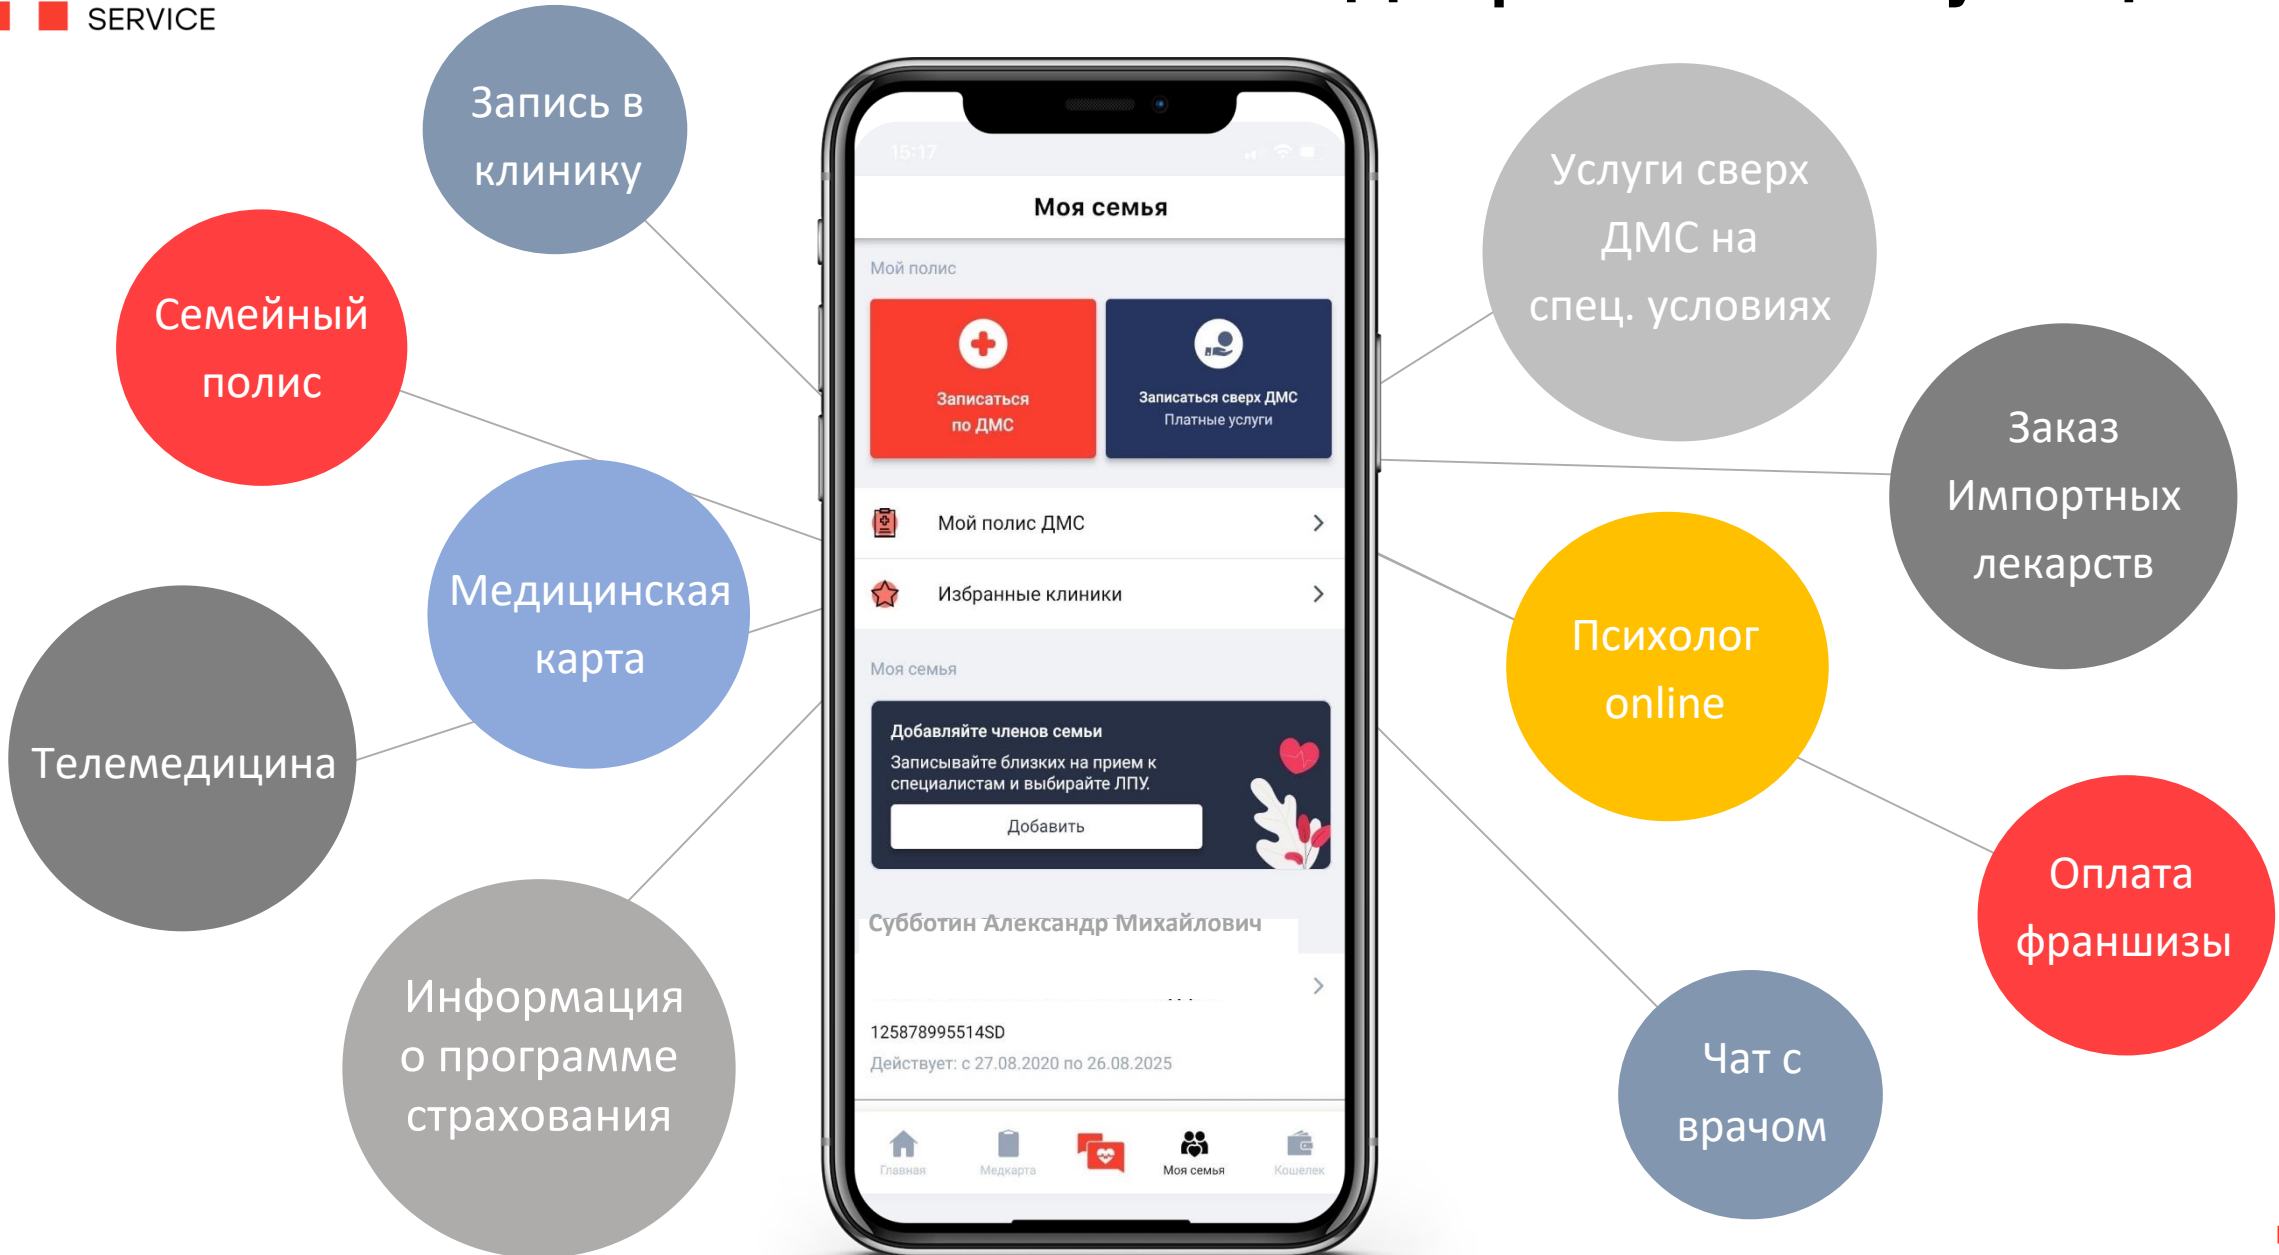 SERVICE
Запись в
клинику
Семейный
полис
Медицинская
карта
Телемедицина
Информация
о программе
страхования
15:17
Моя семья
Мой полис
Записаться
по ДМС
Записаться сверх ДМС
Платные услуги
Мой полис ДМС
Избранные клиники
Моя семья
Добавляйте членов семьи
Записывайте близких на прием к
специалистам и выбирайте ЛПУ.
Добавить
Субботин Александр Михайлович
125878995514SD
Действует: с 27.08.2020 по 26.08.2025
Главная
Медкарта
Моя семья
Кошелек
Услуги сверх
ДМС на
спец. условиях
Заказ
Импортных
лекарств
Психолог
online
Оплата
франшизы
Чат с
врачом